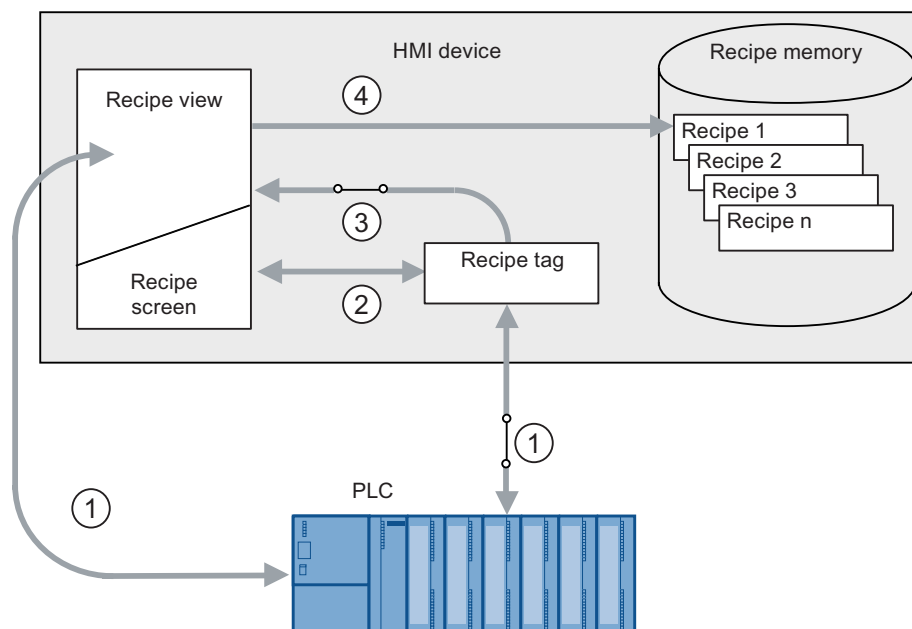 HMI device
Recipe memory
Recipe view
4
Recipe 1
Recipe 2
Recipe 3
Recipe n
3
Recipe tag
Recipe
screen
2
1
1
PLC